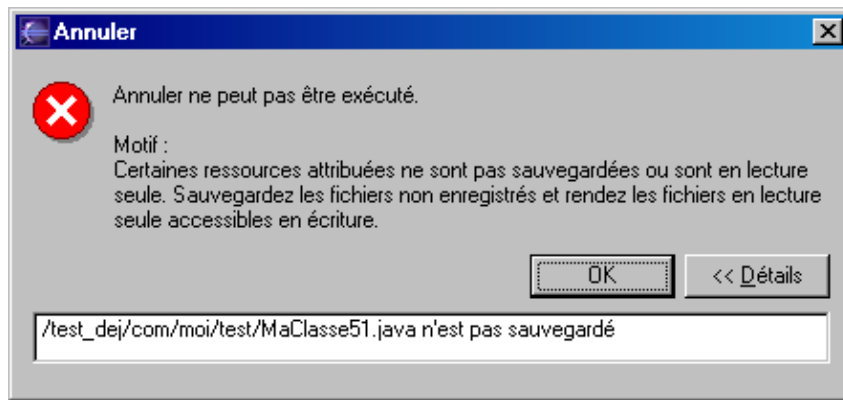 Annuler
Annuler ne peut pas être exécuté.
Motif :
Certaines ressources attribuées ne sont pas sauvegardées ou sont en lecture
seule. Sauvegardez les fichiers non enregistrés et rendez les fichiers en lecture
seule accessibles en écriture.
OK
<< Détails
/test_dej/com/moi/test/MaClasse51.java n'est pas sauvegardé